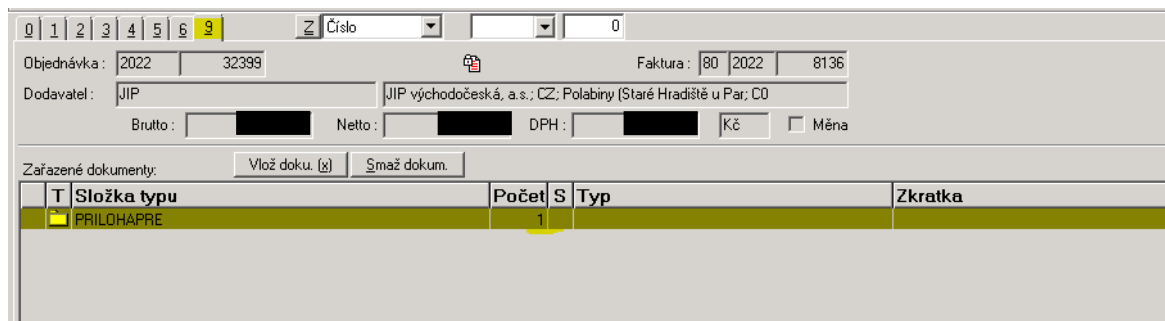 0 1 2 3 4 5 6 9 Z Číslo 0
Objednávka : 2022 32399 Faktura : 80 2022 8136
Dodavatel : JIP JIP východočeská, a.s.; CZ; Polabiny (Staré Hradiště u Par; C0
Brutto : Netto : DPH : Kč Měna
Zařazené dokumenty: Vlož doku. (x) Smaž dokum.
T Složka typu Počet S Typ Zkratka
PRILOHAPRE 1